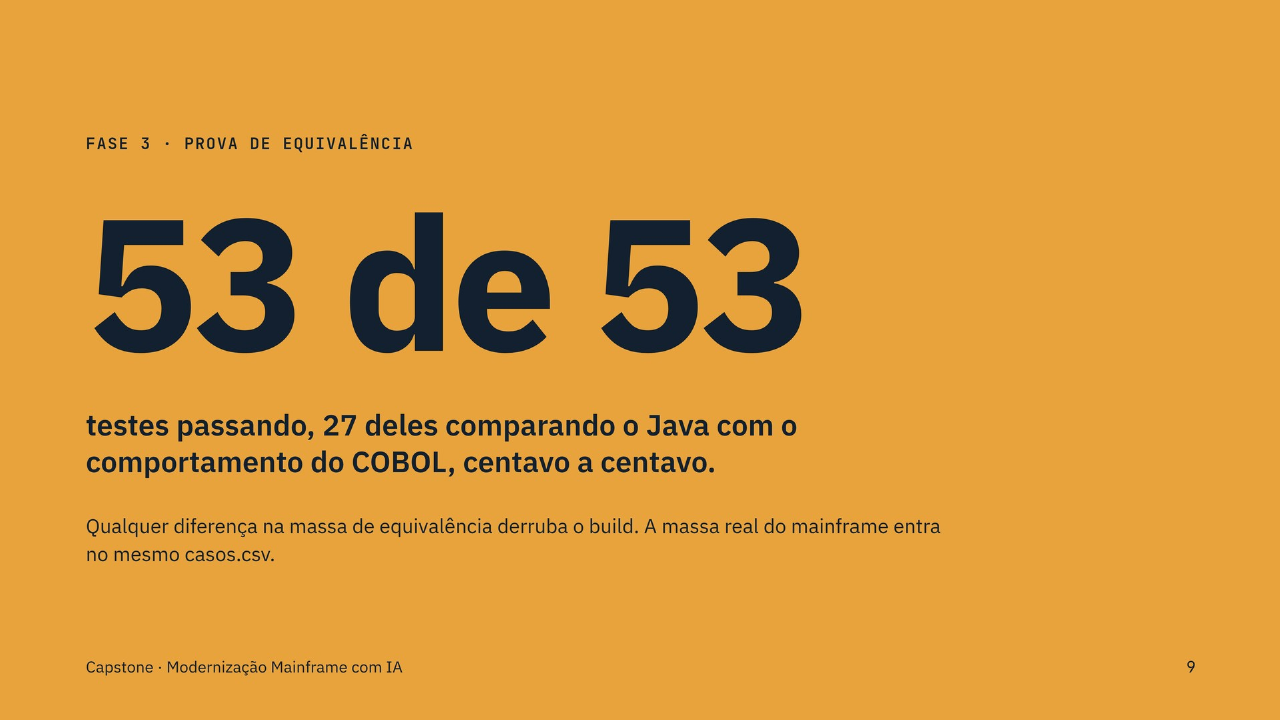 FASE 3 · PROVA DE EQUIVALÊNCIA
53 de 53
testes passando, 27 deles comparando o Java com o
comportamento do COBOL, centavo a centavo.
Qualquer diferença na massa de equivalência derruba o build. A massa real do mainframe entra
no mesmo casos.csv.
Capstone · Modernização Mainframe com IA
9